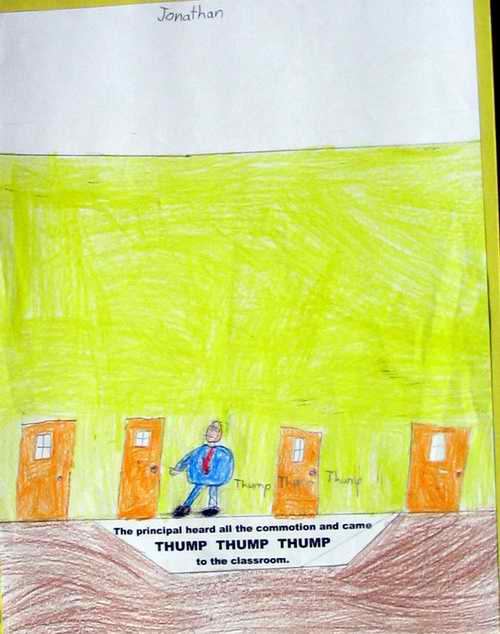 Jonathan
Thump Thump Thump
The principal heard all the commotion and came
THUMP THUMP THUMP
to the classroom.